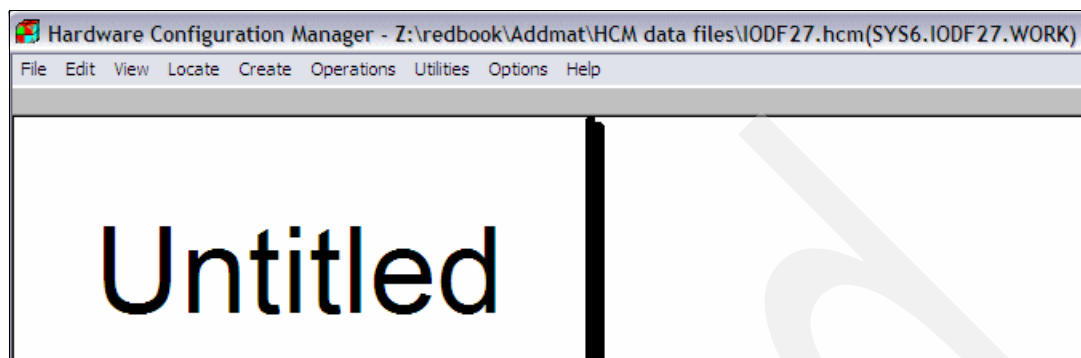 Hardware Configuration Manager - Z:\redbook\Addmat\HCM data files\IODF27.hcm(SYS6.IODF27.WORK)
File Edit View Locate Create Operations Utilities Options Help
Untitled